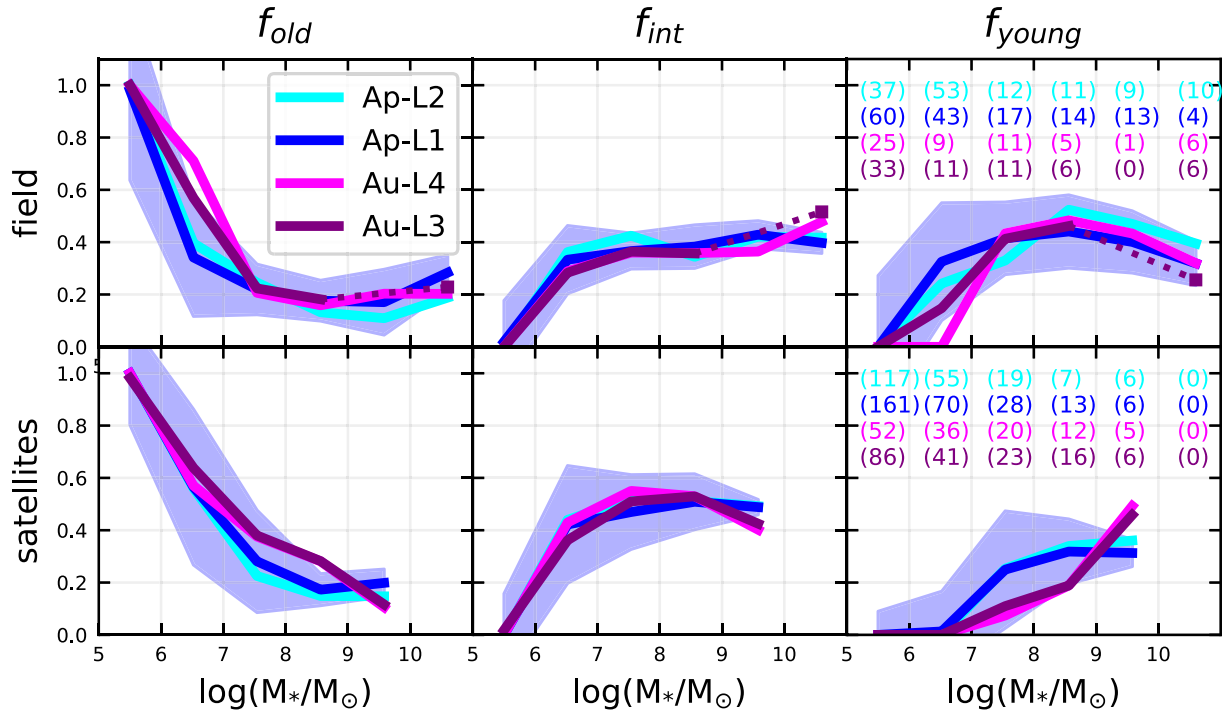 f_old f_int f_young
1.0
0.8
0.6
0.4
0.2
0.0
field
Ap-L2
Ap-L1
Au-L4
Au-L3
(37) (53) (12) (11) (9) (10)
(60) (43) (17) (14) (13) (4)
(25) (9) (11) (5) (1) (6)
(33) (11) (11) (6) (0) (6)
1.0
0.8
0.6
0.4
0.2
0.0
satellites
(117) (55) (19) (7) (6) (0)
(161) (70) (28) (13) (6) (0)
(52) (36) (20) (12) (5) (0)
(86) (41) (23) (16) (6) (0)
5 6 7 8 9 10 5 6 7 8 9 10 5 6 7 8 9 10
log(M*/M⊙) log(M*/M⊙) log(M*/M⊙)